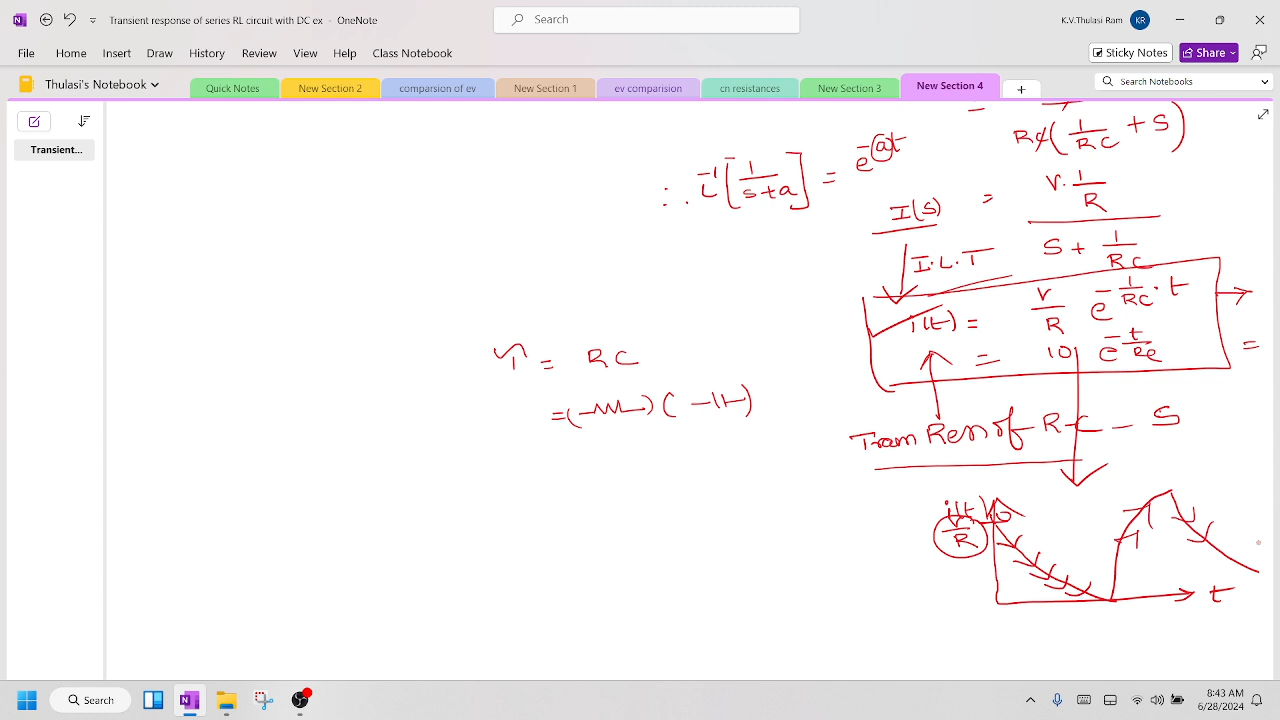 Transient response of series RL circuit with DC ex - OneNote
Search
K.V.Thulasi Ram
KR
File Home Insert Draw History Review View Help Class Notebook
Sticky Notes
Share
Thulasi's Notebook
Quick Notes
New Section 2
comparsion of ev
New Section 1
ev comparision
cn resistances
New Section 3
New Section 4
Search Notebooks
Transient...
RC(1/RC + S)
∴ L^-1[1/(s+a)] = e^-(a)t
I(S) = V·1/R / S + 1/RC
I.L.T
i(t) = V/R e^-1/RC·t
= 10 e^-t/RC =
T = RC
Tran Res of R-C - S
i(t) 10
V/R
t
Search
8:43 AM
6/28/2024